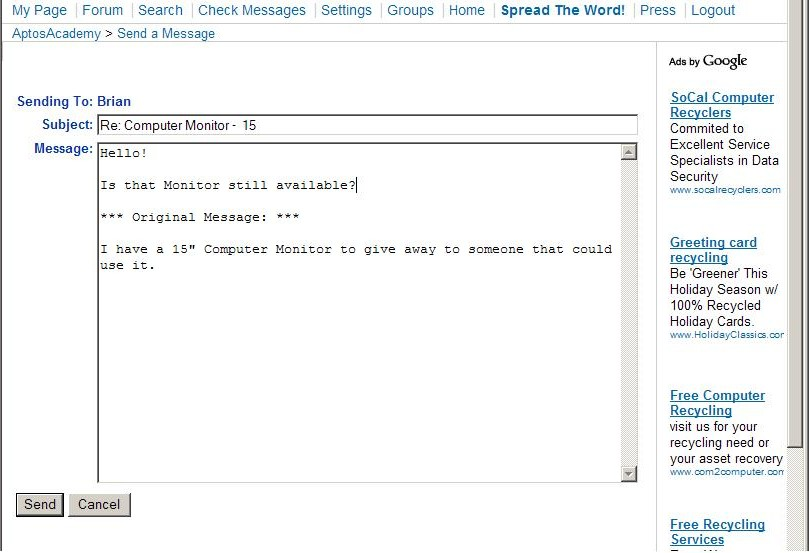 My Page | Forum | Search | Check Messages | Settings | Groups | Home | Spread The Word! | Press | Logout
AptosAcademy > Send a Message
Sending To: Brian
Subject: Re: Computer Monitor - 15
Message: Hello!
Is that Monitor still available?
*** Original Message: ***
I have a 15" Computer Monitor to give away to someone that could
use it.
Send Cancel
Ads by Google
SoCal Computer
Recyclers
Commited to
Excellent Service
Specialists in Data
Security
www.socalrecyclers.com
Greeting card
recycling
Be 'Greener' This
Holiday Season w/
100% Recycled
Holiday Cards.
www.HolidayClassics.cor
Free Computer
Recycling
visit us for your
recycling need or
your asset recovery
www.com2computer.com
Free Recycling
Services